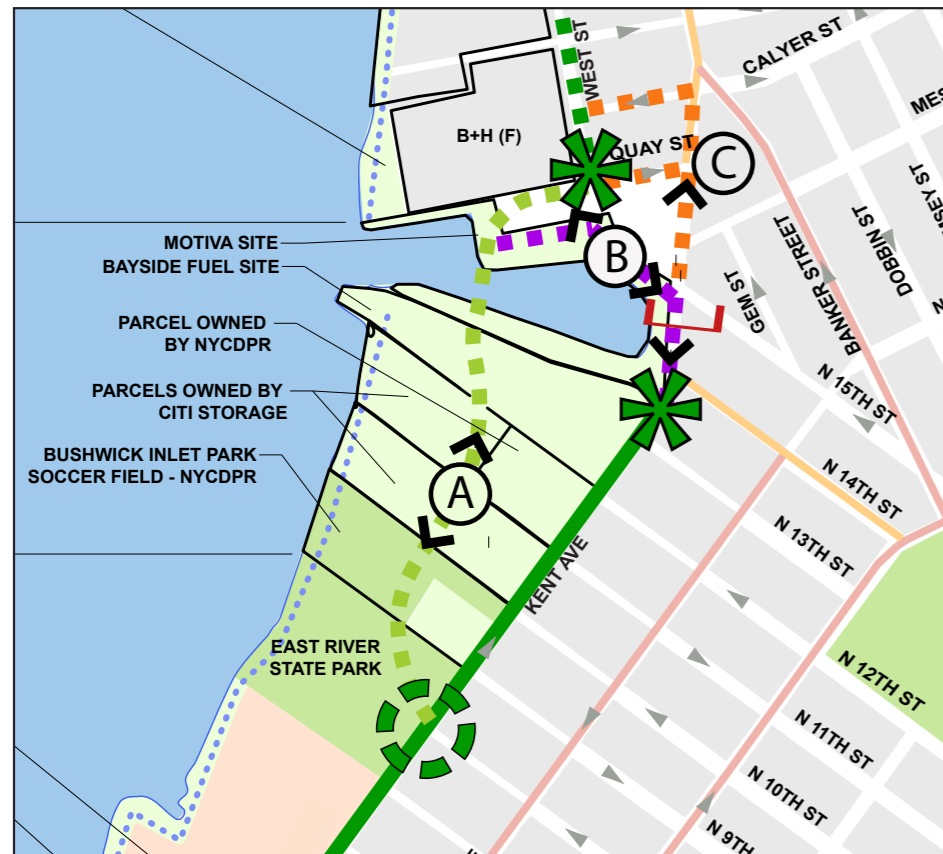 CALYER ST
WEST ST
B+H (F)
QUAY ST
C
MOTIVA SITE
BAYSIDE FUEL SITE
B
PARCEL OWNED
BY NYCDPR
GEM ST
BANKER STREET
DOBBIN ST
PARCELS OWNED BY
CITI STORAGE
N 15TH ST
BUSHWICK INLET PARK
SOCCER FIELD - NYCDPR
A
N 14TH ST
N 13TH ST
KENT AVE
EAST RIVER
STATE PARK
N 12TH ST
N 11TH ST
N 10TH ST
N 9TH